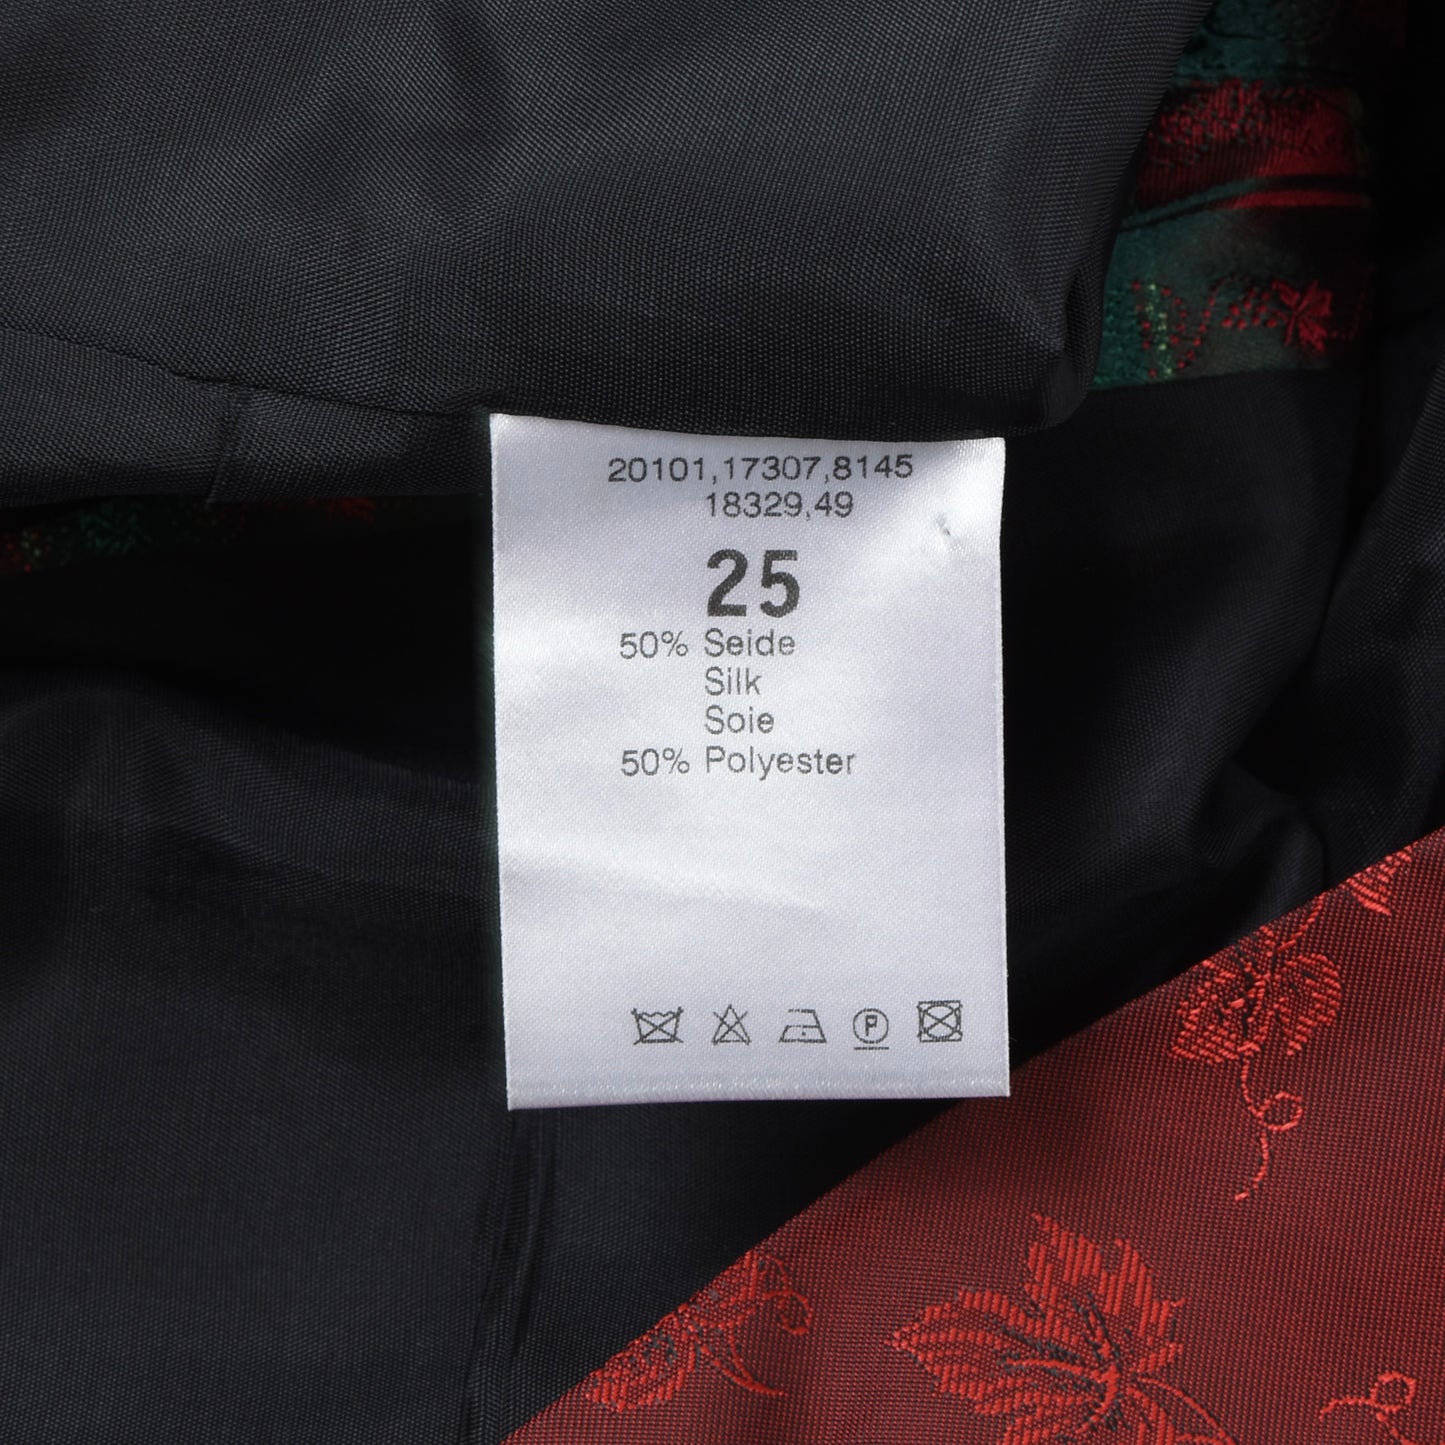 20101,17307,8145
18329,49
25
50% Seide
Silk
Soie
50% Polyester
P